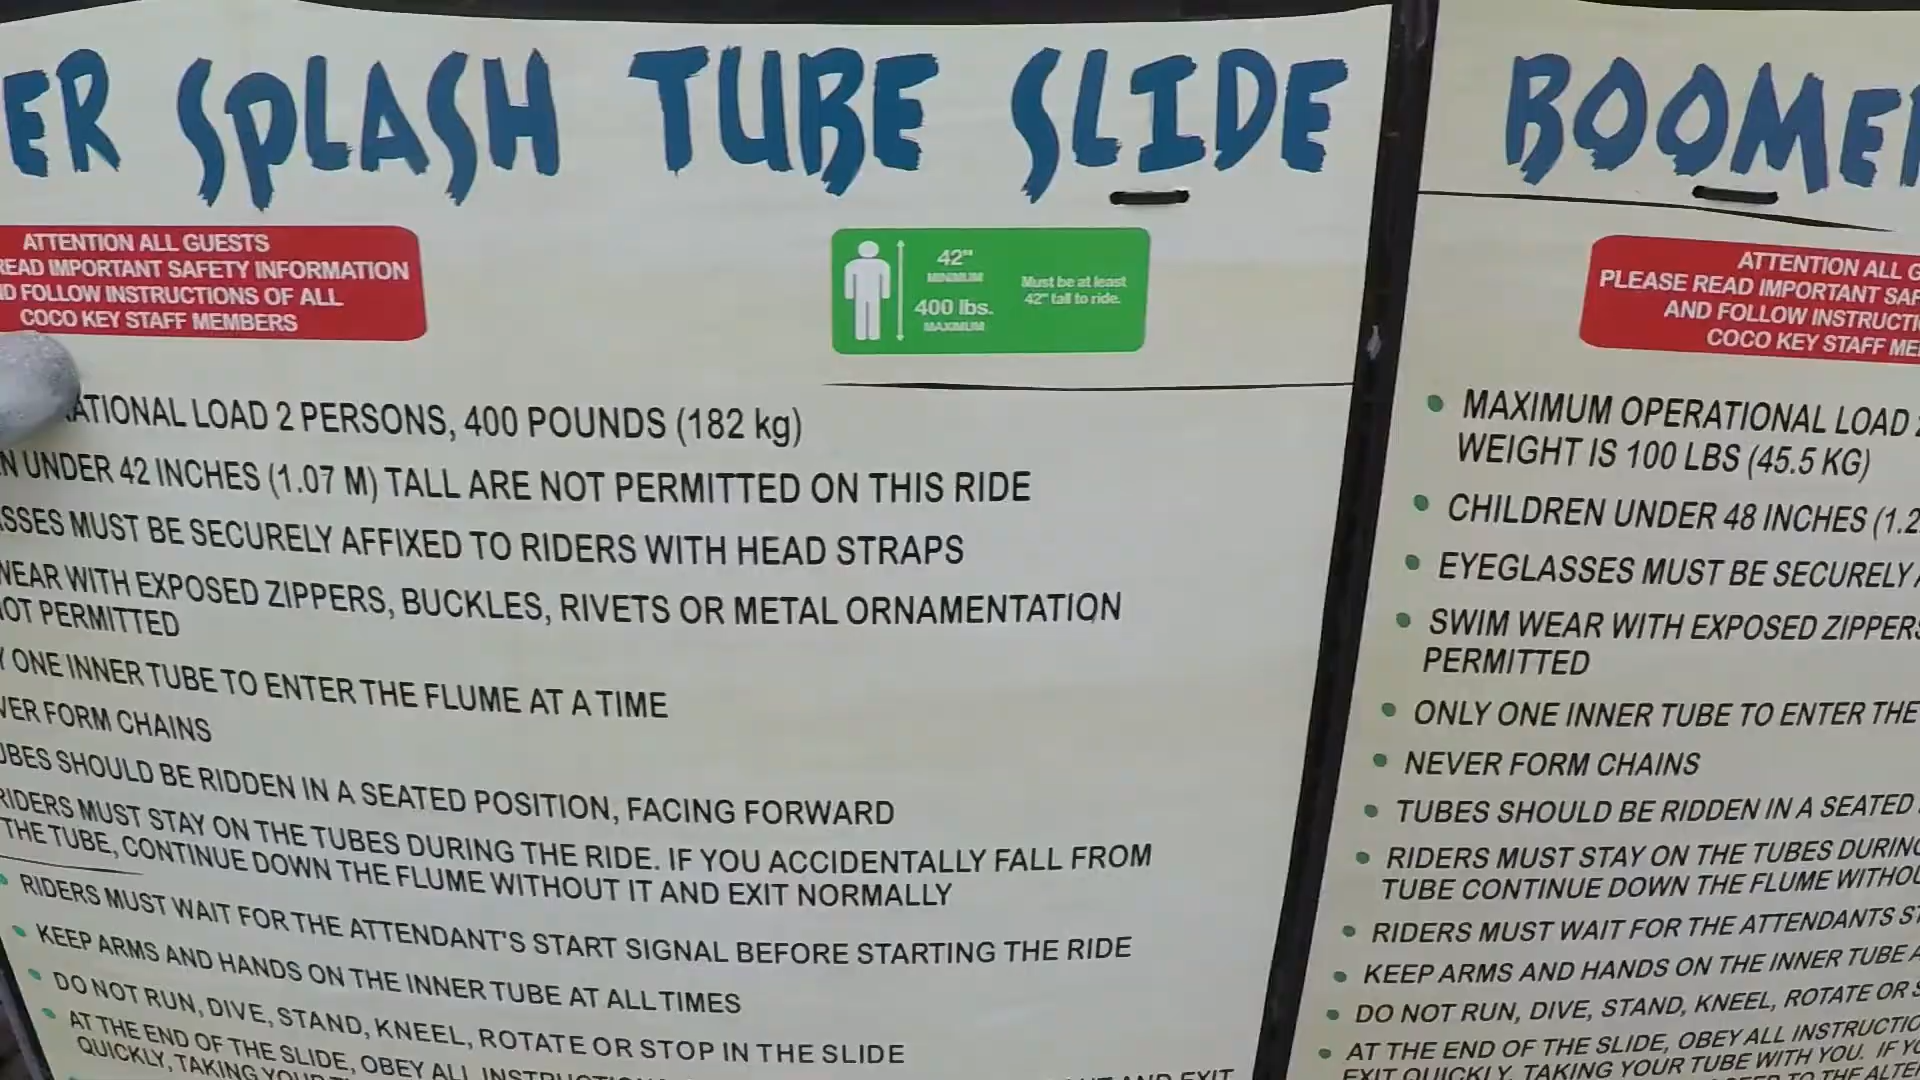 ER SPLASH TUBE SLIDE
ATTENTION ALL GUESTS
READ IMPORTANT SAFETY INFORMATION
FOLLOW INSTRUCTIONS OF ALL
COCO KEY STAFF MEMBERS
42"
MINIMUM
400 lbs.
MAXIMUM
Must be at least
42" tall to ride.
ATIONAL LOAD 2 PERSONS, 400 POUNDS (182 kg)
N UNDER 42 INCHES (1.07 M) TALL ARE NOT PERMITTED ON THIS RIDE
SSES MUST BE SECURELY AFFIXED TO RIDERS WITH HEAD STRAPS
WEAR WITH EXPOSED ZIPPERS, BUCKLES, RIVETS OR METAL ORNAMENTATION
NOT PERMITTED
Y ONE INNER TUBE TO ENTER THE FLUME AT A TIME
VER FORM CHAINS
UBES SHOULD BE RIDDEN IN A SEATED POSITION, FACING FORWARD
RIDERS MUST STAY ON THE TUBES DURING THE RIDE. IF YOU ACCIDENTALLY FALL FROM
THE TUBE, CONTINUE DOWN THE FLUME WITHOUT IT AND EXIT NORMALLY
• RIDERS MUST WAIT FOR THE ATTENDANT'S START SIGNAL BEFORE STARTING THE RIDE
• KEEP ARMS AND HANDS ON THE INNER TUBE AT ALL TIMES
• DO NOT RUN, DIVE, STAND, KNEEL, ROTATE OR STOP IN THE SLIDE
• AT THE END OF THE SLIDE, OBEY ALL
QUICKLY, TAKING AND EXIT
BOOMER
ATTENTION ALL G
PLEASE READ IMPORTANT SAF
AND FOLLOW INSTRUCTI
COCO KEY STAFF ME
• MAXIMUM OPERATIONAL LOAD
WEIGHT IS 100 LBS (45.5 KG)
• CHILDREN UNDER 48 INCHES (1.2
• EYEGLASSES MUST BE SECURELY
• SWIM WEAR WITH EXPOSED ZIPPERS
PERMITTED
• ONLY ONE INNER TUBE TO ENTER THE
• NEVER FORM CHAINS
• TUBES SHOULD BE RIDDEN IN A SEATED
• RIDERS MUST STAY ON THE TUBES DURING
TUBE CONTINUE DOWN THE FLUME WITHOU
• RIDERS MUST WAIT FOR THE ATTENDANTS ST
• KEEP ARMS AND HANDS ON THE INNER TUBE A
• DO NOT RUN, DIVE, STAND, KNEEL, ROTATE OR S
• AT THE END OF THE SLIDE, OBEY ALL INSTRUCTIO
EXIT QUICKLY, TAKING YOUR TUBE WITH YOU. IF YO
TO THE ALTER